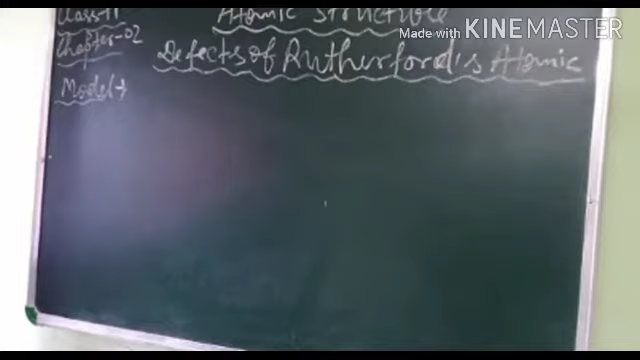 Class-11 Atomic Structure
Chapter-02
Defects of Rutherford's Atomic
Model→
Made with KINEMASTER